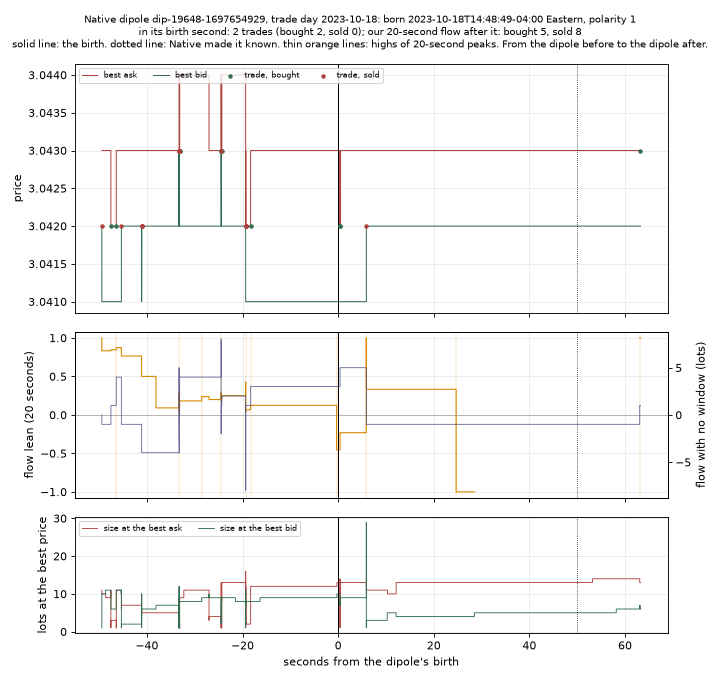 Native dipole dip-19648-1697654929, trade day 2023-10-18: born 2023-10-18T14:48:49-04:00 Eastern, polarity 1
in its birth second: 2 trades (bought 2, sold 0); our 20-second flow after it: bought 5, sold 8
solid line: the birth. dotted line: Native made it known. thin orange lines: highs of 20-second peaks. From the dipole before to the dipole after.
best ask
best bid
trade, bought
trade, sold
3.0440
3.0435
3.0430
3.0425
3.0420
3.0415
3.0410
price
1.0
0.5
0.0
−0.5
−1.0
flow lean (20 seconds)
5
0
−5
flow with no window (lots)
size at the best ask
size at the best bid
30
20
10
0
lots at the best price
−40
−20
0
20
40
60
seconds from the dipole's birth